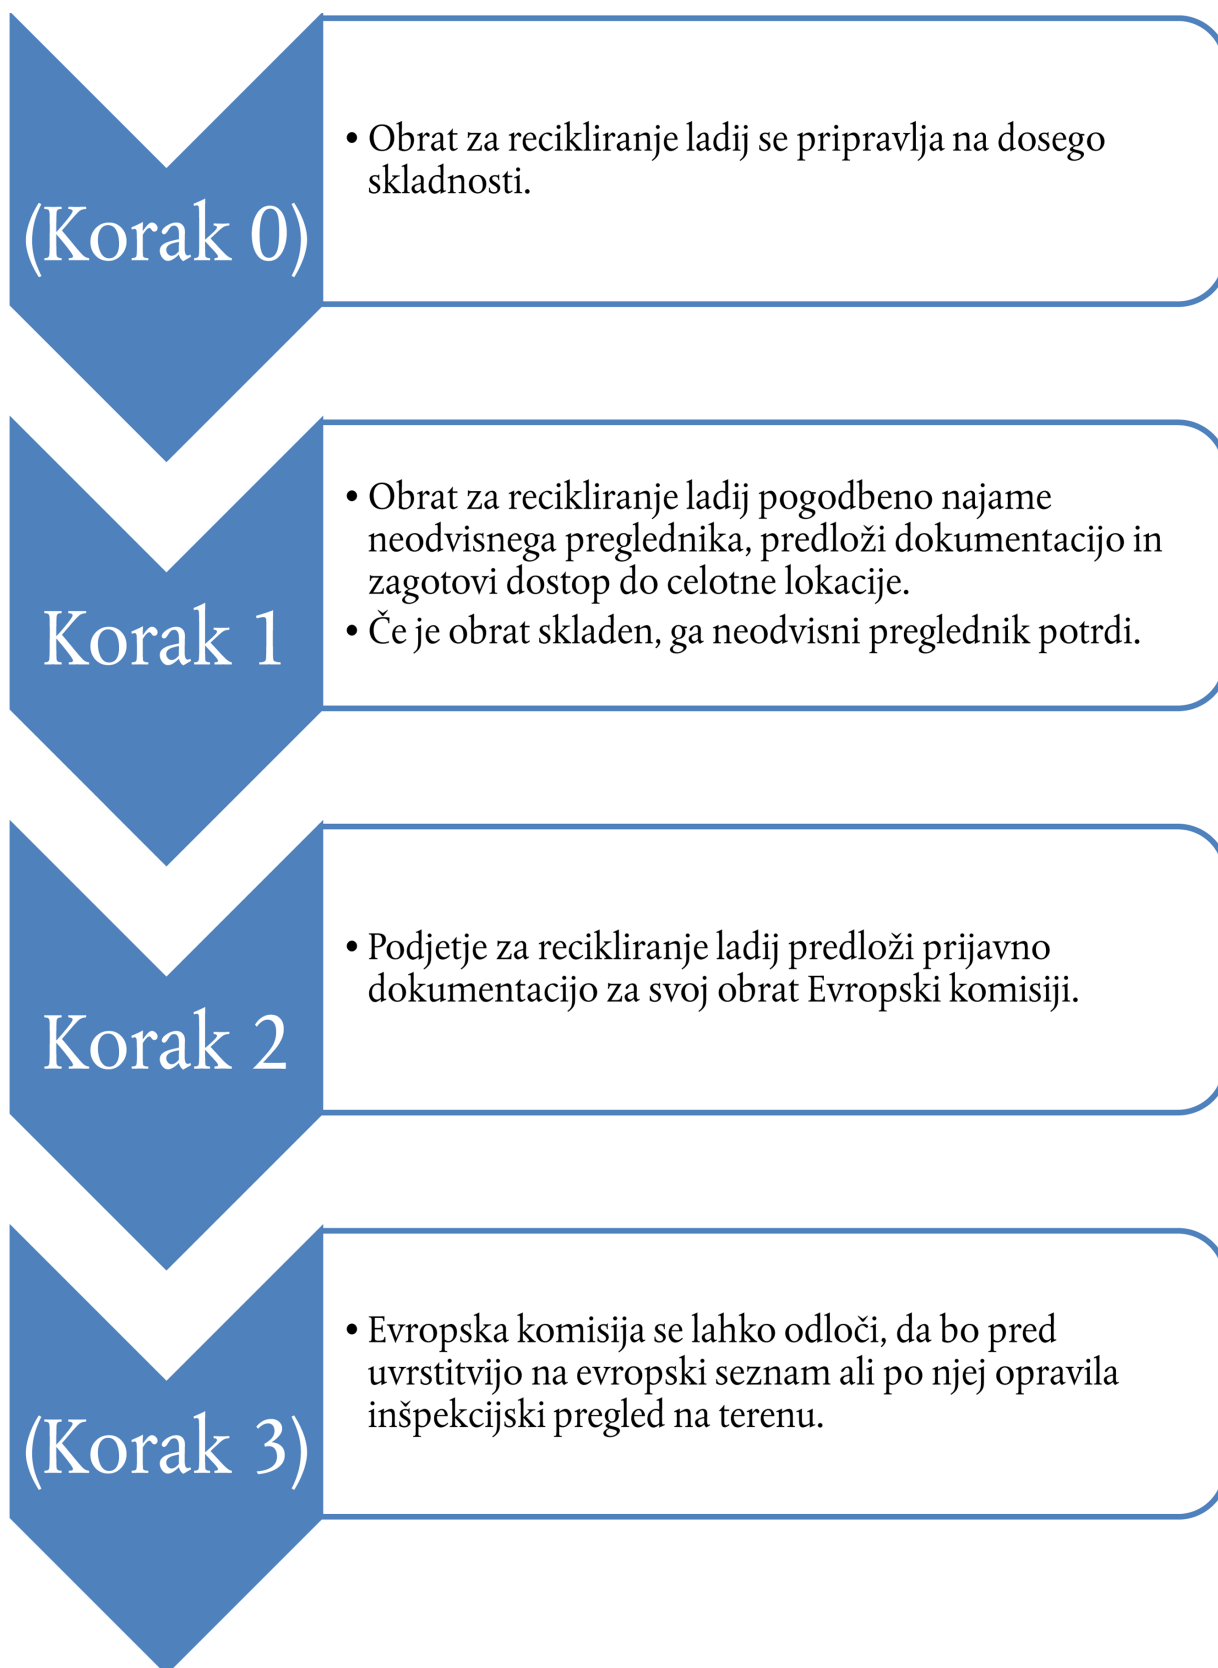 (Korak 0)
• Obrat za recikliranje ladij se pripravlja na dosego
skladnosti.
Korak 1
• Obrat za recikliranje ladij pogodbeno najame
neodvisnega preglednika, predloži dokumentacijo in
zagotovi dostop do celotne lokacije.
• Če je obrat skladen, ga neodvisni preglednik potrdi.
Korak 2
• Podjetje za recikliranje ladij predloži prijavno
dokumentacijo za svoj obrat Evropski komisiji.
(Korak 3)
• Evropska komisija se lahko odloči, da bo pred
uvrstitvijo na evropski seznam ali po njej opravila
inšpekcijski pregled na terenu.